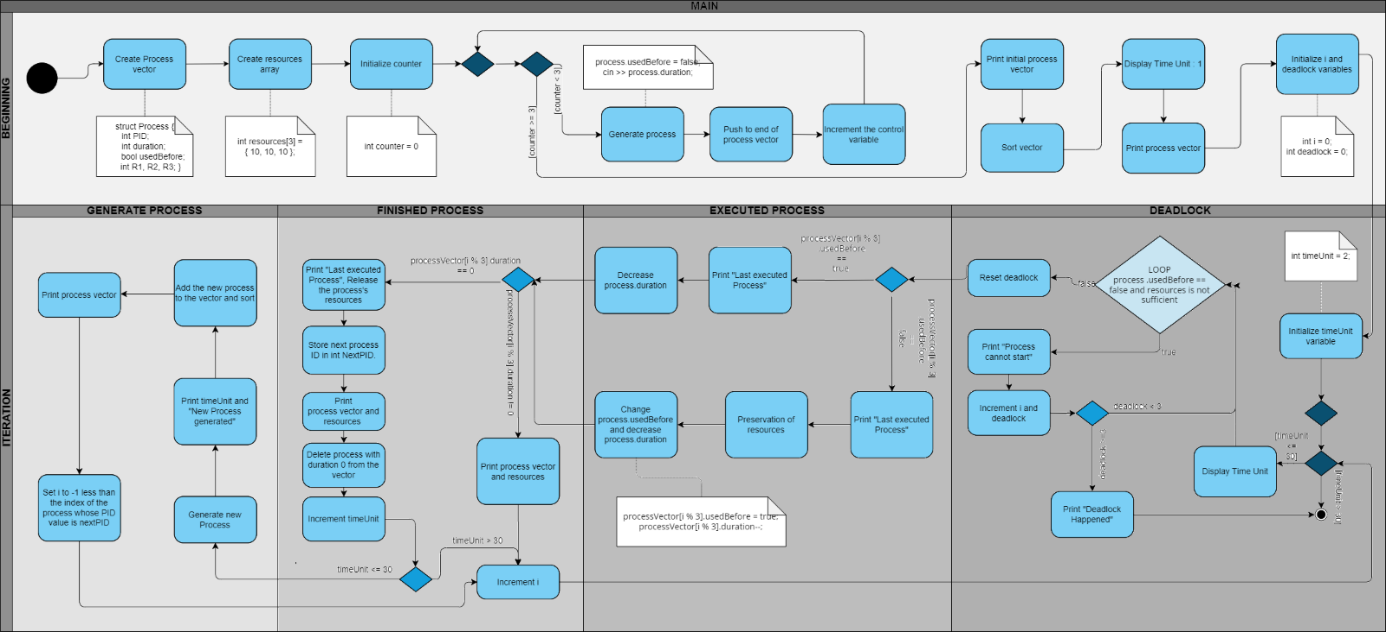 MAIN
BEGINNING
Create Process
vector
struct Process {
int PID;
int duration;
bool usedBefore;
int R1, R2, R3; }
Create resources
array
int resources[3] =
{ 10, 10, 10 };
Initialize counter
int counter = 0
[counter < 3]
[counter >= 3]
process.usedBefore = false,
cin >> process.duration;
Generate process
Push to end of
process vector
Increment the control
variable
Print initial process
vector
Sort vector
Display Time Unit : 1
Print process vector
Initialize i and
deadlock variables
int i = 0;
int deadlock = 0;
ITERATION
GENERATE PROCESS
Print process vector
Add the new process
to the vector and sort
Print timeUnit and
"New Process
generated"
Set i to -1 less than
the index of the
process whose PID
value is nextPID
Generate new
Process
FINISHED PROCESS
Print "Last executed
Process", Release
the process's
resources
processVector[i % 3].duration
== 0
Store next process
ID in int NextPID.
Print
process vector and
resources
Delete process with
duration 0 from the
vector
Increment timeUnit
timeUnit <= 30
timeUnit > 30
processVector[i % 3].duration != 0
Print process vector
and resources
Increment i
EXECUTED PROCESS
Decrease
process.duration
Print "Last executed
Process"
processVector[i % 3]
.usedBefore
==
true;
processVector[i % 3]
.usedBefore
==
false
Change
process.usedBefore
and decrease
process.duration
Preservation of
resources
Print "Last executed
Process"
processVector[i % 3].usedBefore = true;
processVector[i % 3].duration--;
DEADLOCK
Reset deadlock
false
LOOP
process .usedBefore ==
false and resources is not
sufficient
true
Print "Process
cannot start"
Increment i and
deadlock
deadlock < 3
deadlock >= 3
Print "Deadlock
Happened"
int timeUnit = 2;
Initialize timeUnit
variable
[timeUnit
<=
30]
Display Time Unit
[timeUnit > 30]